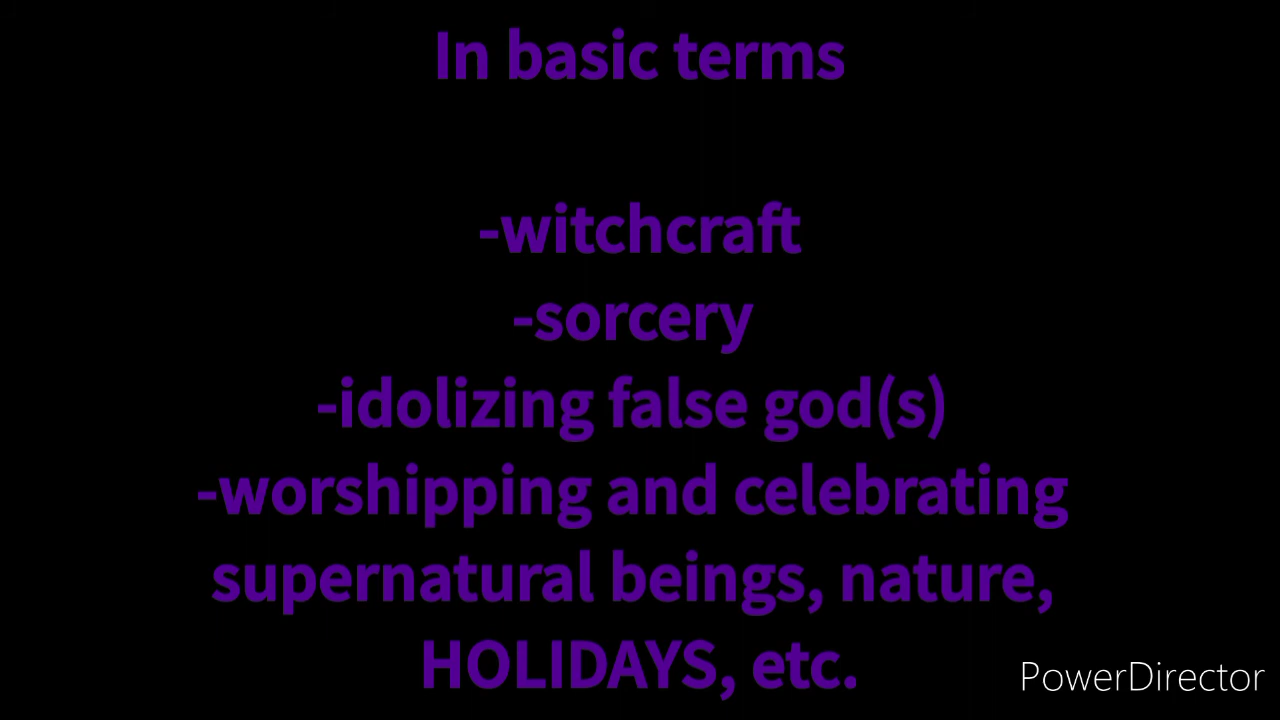 In basic terms
-witchcraft
-sorcery
-idolizing false god(s)
-worshipping and celebrating
supernatural beings, nature,
HOLIDAYS, etc.
PowerDirector